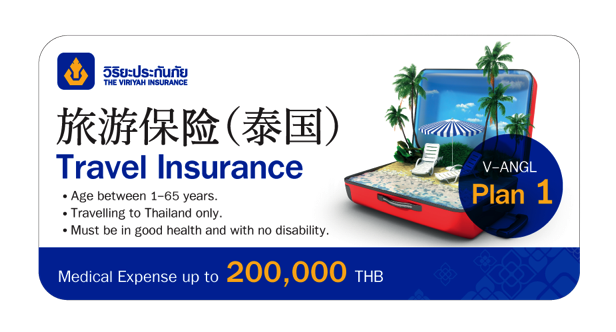 วิริยะประกันภัย
THE VIRIYAH INSURANCE
旅游保险(泰国)
Travel Insurance
• Age between 1–65 years.
• Travelling to Thailand only.
• Must be in good health and with no disability.
V–ANGL
Plan 1
Medical Expense up to 200,000 THB